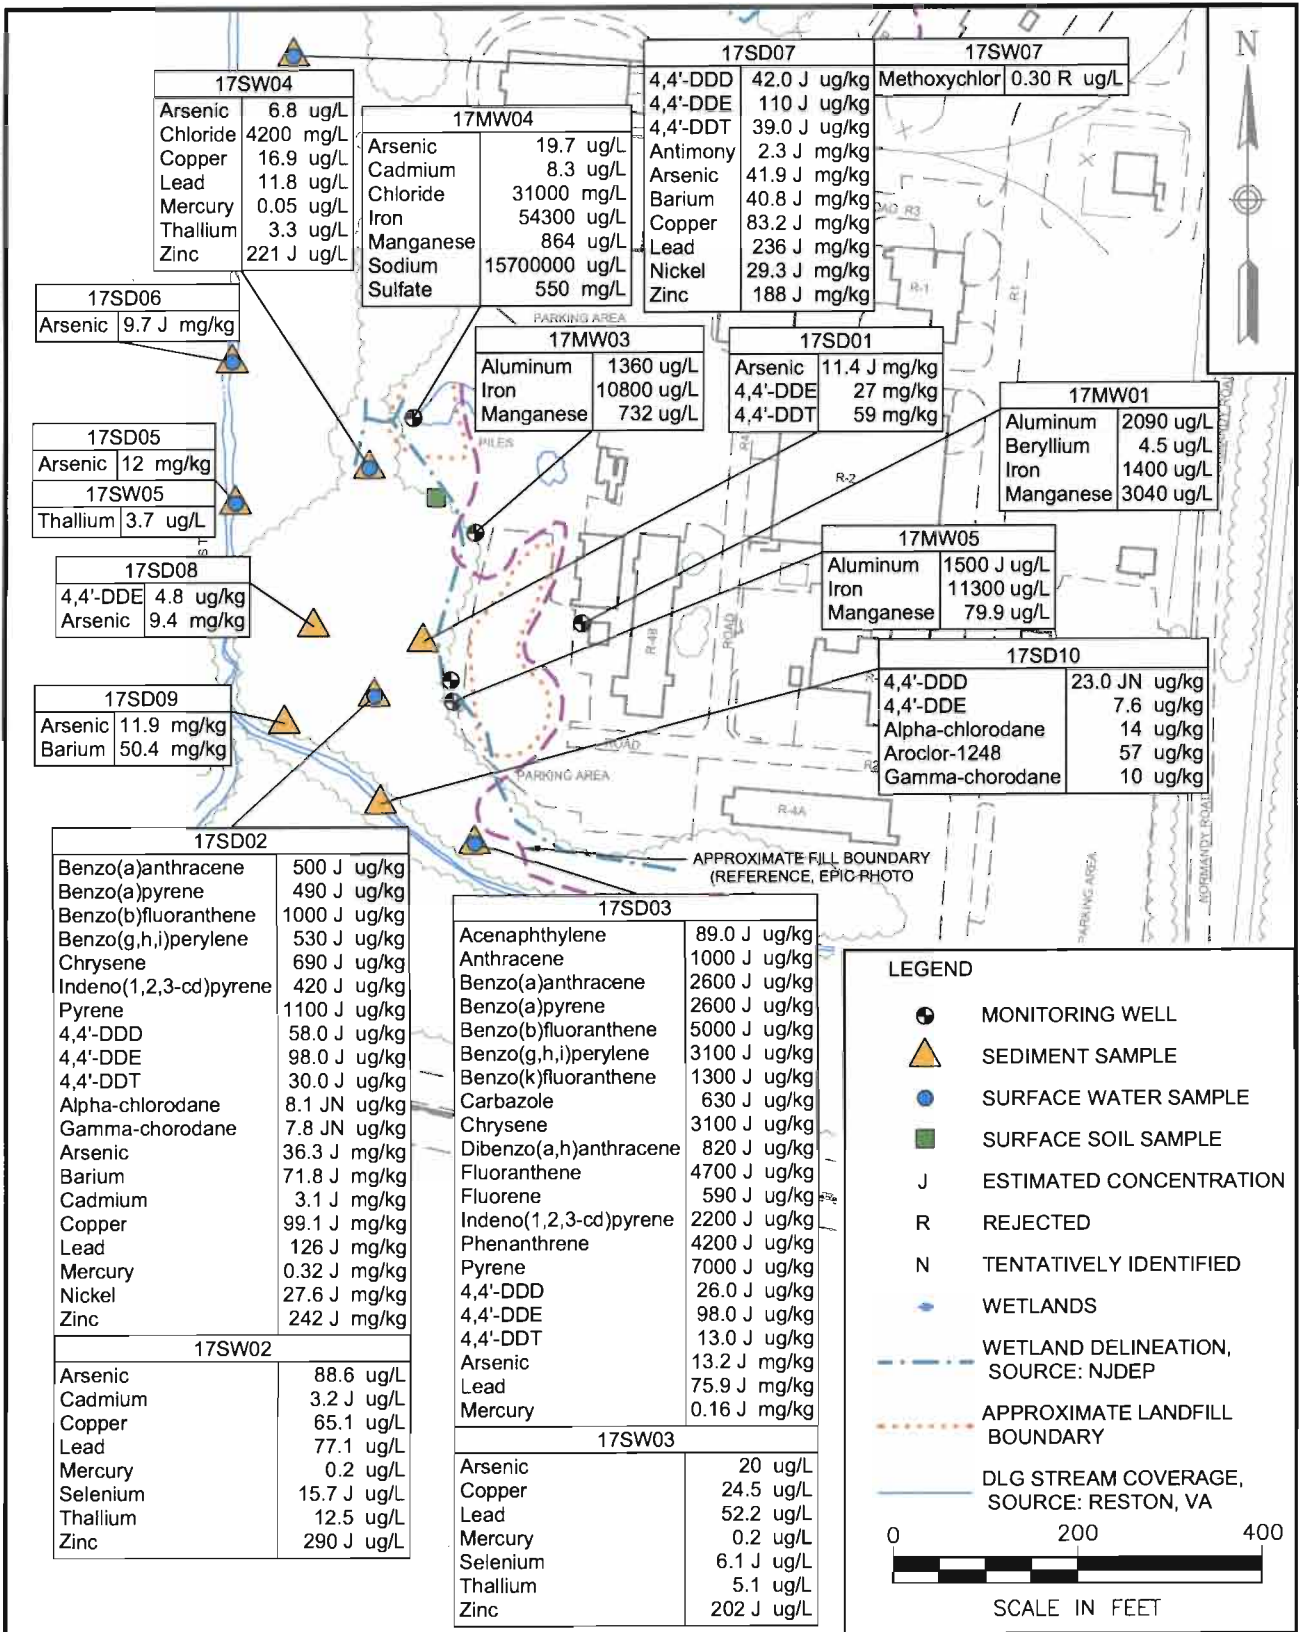 17SW04
Arsenic 6.8 ug/L
Chloride 4200 mg/L
Copper 16.9 ug/L
Lead 11.8 ug/L
Mercury 0.05 ug/L
Thallium 3.3 ug/L
Zinc 221 J ug/L
17MW04
Arsenic 19.7 ug/L
Cadmium 8.3 ug/L
Chloride 31000 mg/L
Iron 54300 ug/L
Manganese 864 ug/L
Sodium 15700000 ug/L
Sulfate 550 mg/L
17SD07
4,4'-DDD 42.0 J ug/kg
4,4'-DDE 110 J ug/kg
4,4'-DDT 39.0 J ug/kg
Antimony 2.3 J mg/kg
Arsenic 41.9 J mg/kg
Barium 40.8 J mg/kg
Copper 83.2 J mg/kg
Lead 236 J mg/kg
Nickel 29.3 J mg/kg
Zinc 188 J mg/kg
17SW07
Methoxychlor 0.30 R ug/L
N
17SD06
Arsenic 9.7 J mg/kg
17MW03
Aluminum 1360 ug/L
Iron 10800 ug/L
Manganese 732 ug/L
17SD01
Arsenic 11.4 J mg/kg
4,4'-DDE 27 mg/kg
4,4'-DDT 59 mg/kg
17MW01
Aluminum 2090 ug/L
Beryllium 4.5 ug/L
Iron 1400 ug/L
Manganese 3040 ug/L
17SD05
Arsenic 12 mg/kg
17SW05
Thallium 3.7 ug/L
17MW05
Aluminum 1500 J ug/L
Iron 11300 ug/L
Manganese 79.9 ug/L
17SD08
4,4'-DDE 4.8 ug/kg
Arsenic 9.4 mg/kg
17SD10
4,4'-DDD 23.0 JN ug/kg
4,4'-DDE 7.6 ug/kg
Alpha-chlorodane 14 ug/kg
Aroclor-1248 57 ug/kg
Gamma-chorodane 10 ug/kg
17SD09
Arsenic 11.9 mg/kg
Barium 50.4 mg/kg
PARKING AREA
PILES
R3
R-1
R1
R-2
R-4B
ROAD
ROAD
PARKING AREA
R-4A
PARKING AREA
NORMANDY ROAD
APPROXIMATE FILL BOUNDARY
(REFERENCE, EPIC PHOTO
17SD02
Benzo(a)anthracene 500 J ug/kg
Benzo(a)pyrene 490 J ug/kg
Benzo(b)fluoranthene 1000 J ug/kg
Benzo(g,h,i)perylene 530 J ug/kg
Chrysene 690 J ug/kg
Indeno(1,2,3-cd)pyrene 420 J ug/kg
Pyrene 1100 J ug/kg
4,4'-DDD 58.0 J ug/kg
4,4'-DDE 98.0 J ug/kg
4,4'-DDT 30.0 J ug/kg
Alpha-chlorodane 8.1 JN ug/kg
Gamma-chorodane 7.8 JN ug/kg
Arsenic 36.3 J mg/kg
Barium 71.8 J mg/kg
Cadmium 3.1 J mg/kg
Copper 99.1 J mg/kg
Lead 126 J mg/kg
Mercury 0.32 J mg/kg
Nickel 27.6 J mg/kg
Zinc 242 J mg/kg
17SW02
Arsenic 88.6 ug/L
Cadmium 3.2 J ug/L
Copper 65.1 ug/L
Lead 77.1 ug/L
Mercury 0.2 ug/L
Selenium 15.7 J ug/L
Thallium 12.5 ug/L
Zinc 290 J ug/L
17SD03
Acenaphthylene 89.0 J ug/kg
Anthracene 1000 J ug/kg
Benzo(a)anthracene 2600 J ug/kg
Benzo(a)pyrene 2600 J ug/kg
Benzo(b)fluoranthene 5000 J ug/kg
Benzo(g,h,i)perylene 3100 J ug/kg
Benzo(k)fluoranthene 1300 J ug/kg
Carbazole 630 J ug/kg
Chrysene 3100 J ug/kg
Dibenzo(a,h)anthracene 820 J ug/kg
Fluoranthene 4700 J ug/kg
Fluorene 590 J ug/kg
Indeno(1,2,3-cd)pyrene 2200 J ug/kg
Phenanthrene 4200 J ug/kg
Pyrene 7000 J ug/kg
4,4'-DDD 26.0 J ug/kg
4,4'-DDE 98.0 J ug/kg
4,4'-DDT 13.0 J ug/kg
Arsenic 13.2 J mg/kg
Lead 75.9 J mg/kg
Mercury 0.16 J mg/kg
17SW03
Arsenic 20 ug/L
Copper 24.5 ug/L
Lead 52.2 ug/L
Mercury 0.2 ug/L
Selenium 6.1 J ug/L
Thallium 5.1 ug/L
Zinc 202 J ug/L
LEGEND
MONITORING WELL
SEDIMENT SAMPLE
SURFACE WATER SAMPLE
SURFACE SOIL SAMPLE
J ESTIMATED CONCENTRATION
R REJECTED
N TENTATIVELY IDENTIFIED
WETLANDS
WETLAND DELINEATION,
SOURCE: NJDEP
APPROXIMATE LANDFILL
BOUNDARY
DLG STREAM COVERAGE,
SOURCE: RESTON, VA
0 200 400
SCALE IN FEET